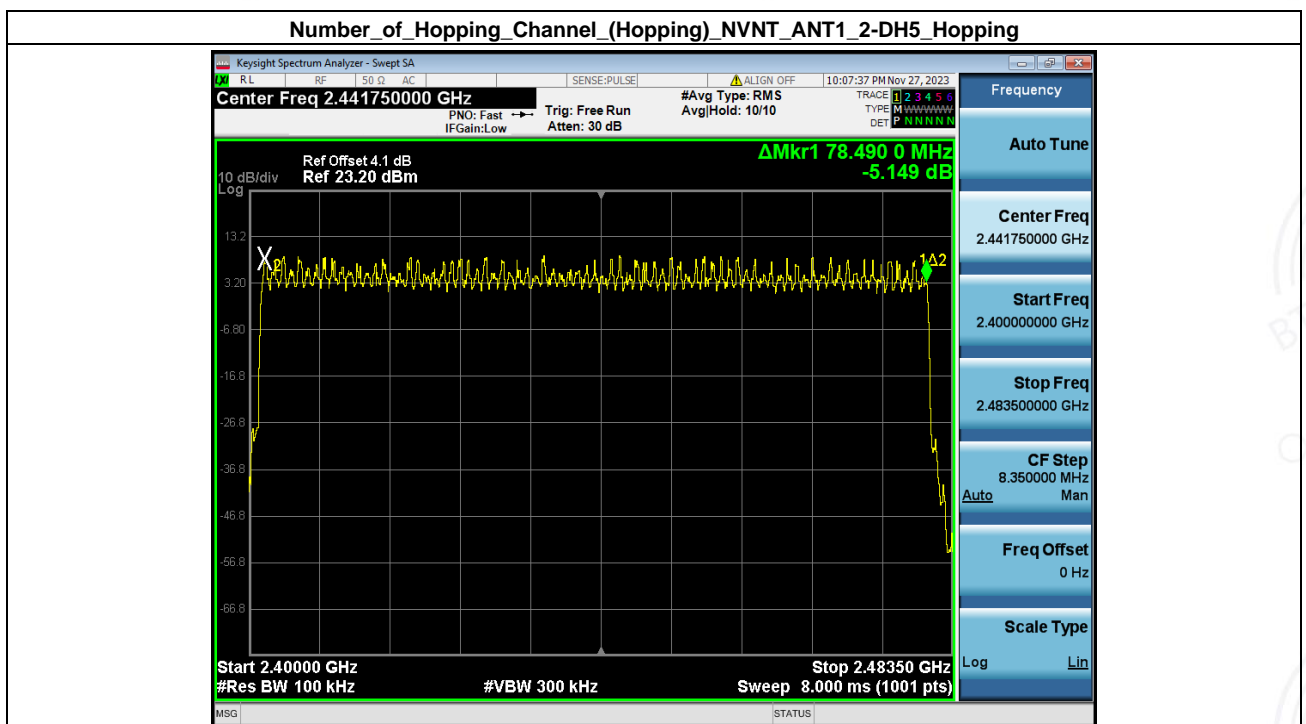 Number_of_Hopping_Channel_(Hopping)_NVNT_ANT1_2-DH5_Hopping
Keysight Spectrum Analyzer - Swept SA
LXI RL RF 50 Ω AC SENSE:PULSE ALIGN OFF 10:07:37 PM Nov 27, 2023
Center Freq 2.441750000 GHz
PNO: Fast
IFGain:Low
Trig: Free Run
Atten: 30 dB
#Avg Type: RMS
Avg|Hold: 10/10
TRACE 1 2 3 4 5 6
TYPE M WWWWW
DET P N N N N N
ΔMkr1 78.490 0 MHz
-5.149 dB
Ref Offset 4.1 dB
10 dB/div Ref 23.20 dBm
Log
13.2
3.20
-6.80
-16.8
-26.8
-36.8
-46.8
-56.8
-66.8
X2
1Δ2
Start 2.40000 GHz Stop 2.48350 GHz
#Res BW 100 kHz #VBW 300 kHz Sweep 8.000 ms (1001 pts)
MSG STATUS
Frequency
Auto Tune
Center Freq
2.441750000 GHz
Start Freq
2.400000000 GHz
Stop Freq
2.483500000 GHz
CF Step
8.350000 MHz
Auto Man
Freq Offset
0 Hz
Scale Type
Log Lin